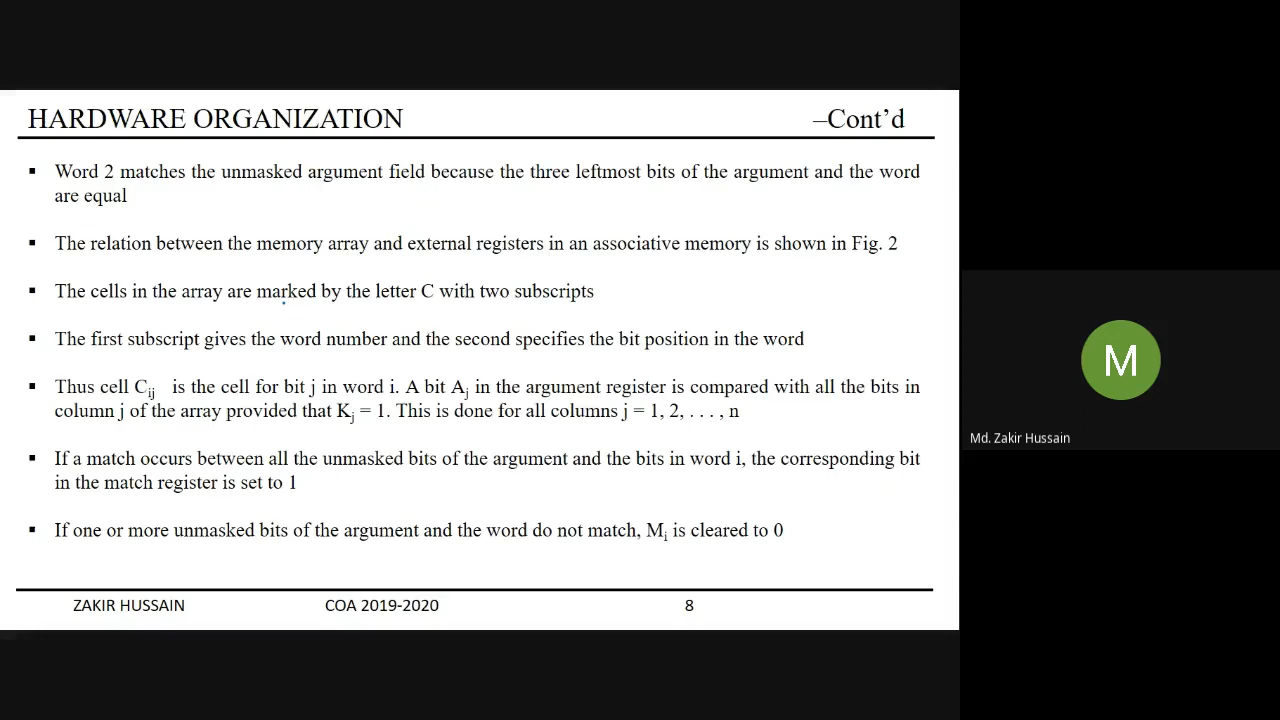 HARDWARE ORGANIZATION –Cont’d
▪ Word 2 matches the unmasked argument field because the three leftmost bits of the argument and the word
are equal
▪ The relation between the memory array and external registers in an associative memory is shown in Fig. 2
▪ The cells in the array are marked by the letter C with two subscripts
▪ The first subscript gives the word number and the second specifies the bit position in the word
▪ Thus cell Cij is the cell for bit j in word i. A bit Aj in the argument register is compared with all the bits in
column j of the array provided that Kj = 1. This is done for all columns j = 1, 2, . . . , n
▪ If a match occurs between all the unmasked bits of the argument and the bits in word i, the corresponding bit
in the match register is set to 1
▪ If one or more unmasked bits of the argument and the word do not match, Mi is cleared to 0
ZAKIR HUSSAIN COA 2019-2020 8
M
Md. Zakir Hussain